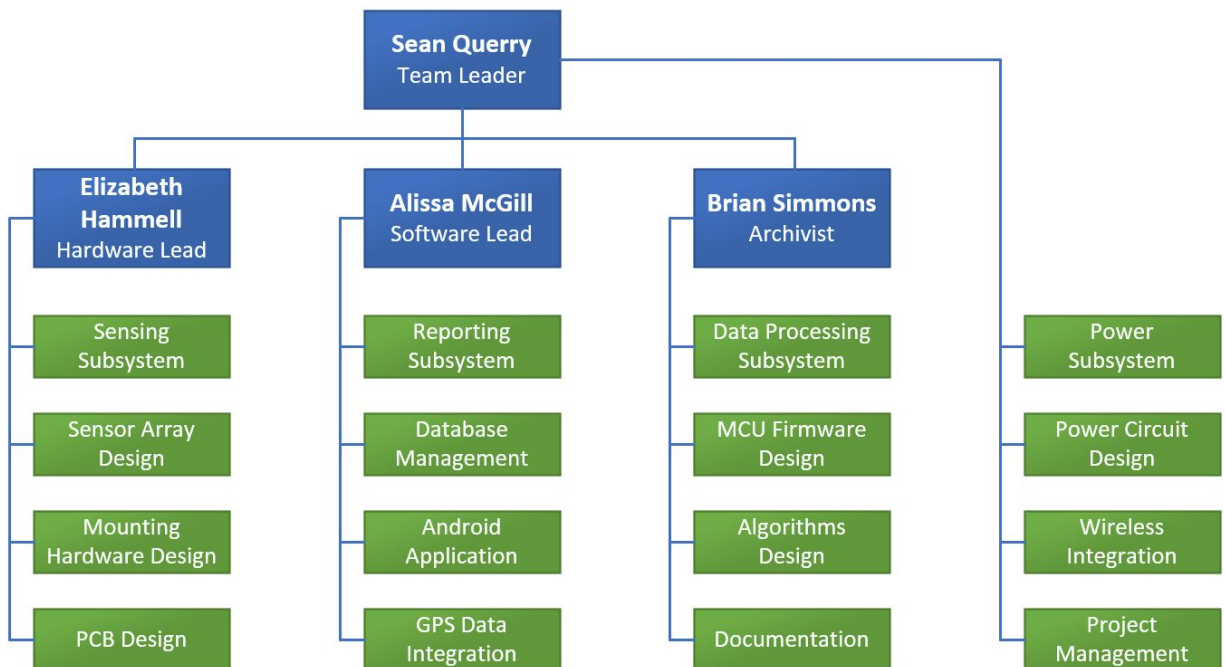 Sean Querry
Team Leader
Elizabeth
Hammell
Hardware Lead
Alissa McGill
Software Lead
Brian Simmons
Archivist
Sensing
Subsystem
Sensor Array
Design
Mounting
Hardware Design
PCB Design
Reporting
Subsystem
Database
Management
Android
Application
GPS Data
Integration
Data Processing
Subsystem
MCU Firmware
Design
Algorithms
Design
Documentation
Power
Subsystem
Power Circuit
Design
Wireless
Integration
Project
Management